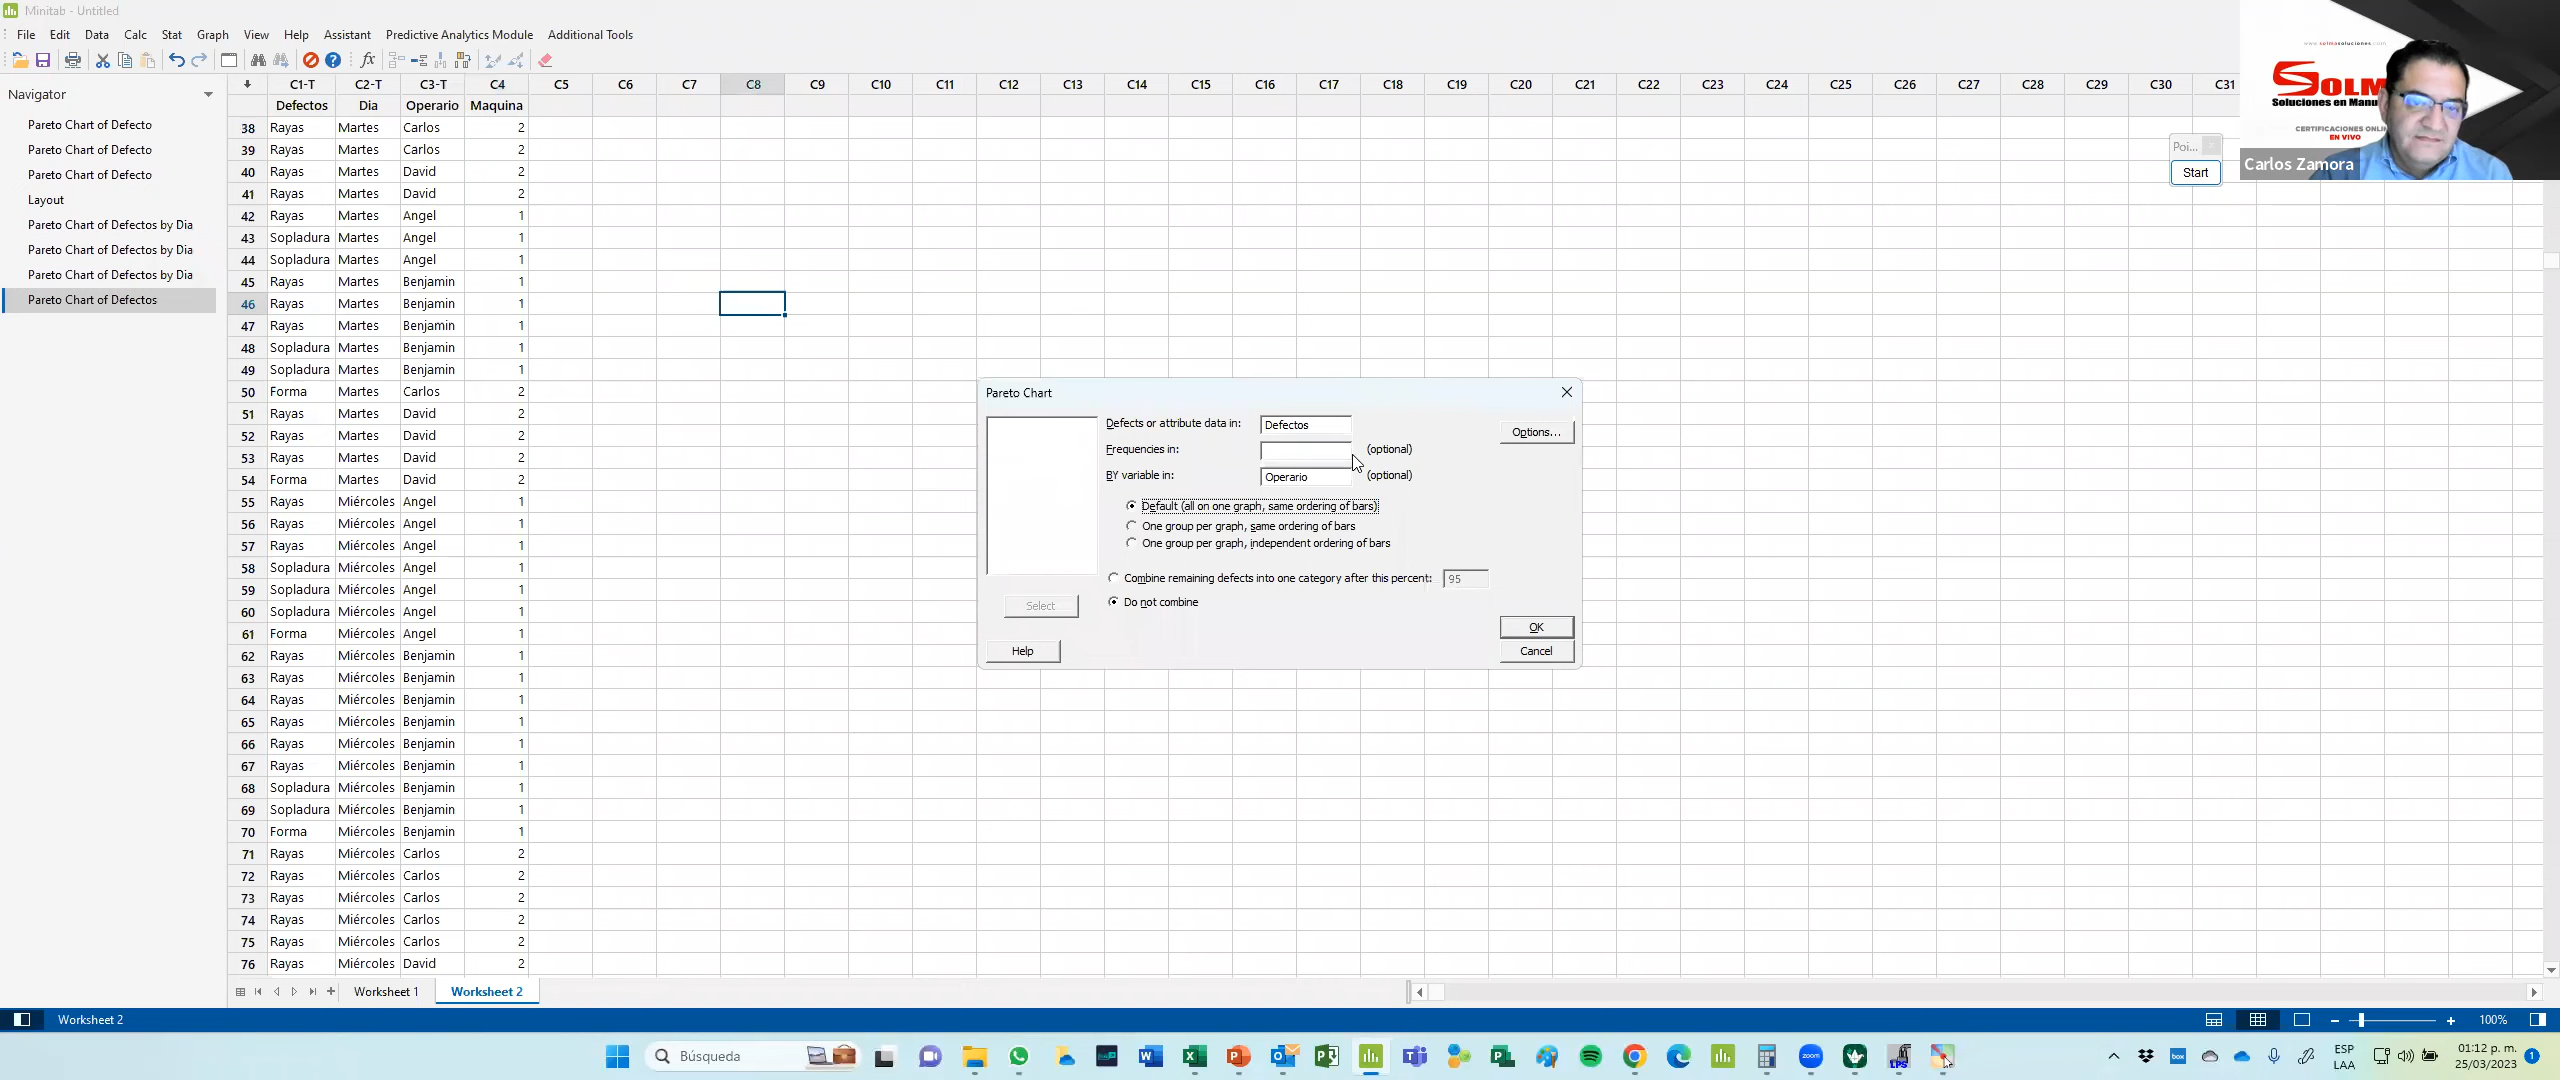 Minitab - Untitled
File Edit Data Calc Stat Graph View Help Assistant Predictive Analytics Module Additional Tools
Navigator
Pareto Chart of Defecto
Pareto Chart of Defecto
Pareto Chart of Defecto
Layout
Pareto Chart of Defectos by Dia
Pareto Chart of Defectos by Dia
Pareto Chart of Defectos by Dia
Pareto Chart of Defectos
C1-T C2-T C3-T C4 C5 C6 C7 C8 C9 C10 C11 C12 C13 C14 C15 C16 C17 C18 C19 C20 C21 C22 C23 C24 C25 C26 C27 C28 C29 C30 C31
Defectos Dia Operario Maquina
38 Rayas Martes Carlos 2
39 Rayas Martes Carlos 2
40 Rayas Martes David 2
41 Rayas Martes David 2
42 Rayas Martes Angel 1
43 Sopladura Martes Angel 1
44 Sopladura Martes Angel 1
45 Rayas Martes Benjamin 1
46 Rayas Martes Benjamin 1
47 Rayas Martes Benjamin 1
48 Sopladura Martes Benjamin 1
49 Sopladura Martes Benjamin 1
50 Forma Martes Carlos 2
51 Rayas Martes David 2
52 Rayas Martes David 2
53 Rayas Martes David 2
54 Forma Martes David 2
55 Rayas Miércoles Angel 1
56 Rayas Miércoles Angel 1
57 Rayas Miércoles Angel 1
58 Sopladura Miércoles Angel 1
59 Sopladura Miércoles Angel 1
60 Sopladura Miércoles Angel 1
61 Forma Miércoles Angel 1
62 Rayas Miércoles Benjamin 1
63 Rayas Miércoles Benjamin 1
64 Rayas Miércoles Benjamin 1
65 Rayas Miércoles Benjamin 1
66 Rayas Miércoles Benjamin 1
67 Rayas Miércoles Benjamin 1
68 Sopladura Miércoles Benjamin 1
69 Sopladura Miércoles Benjamin 1
70 Forma Miércoles Benjamin 1
71 Rayas Miércoles Carlos 2
72 Rayas Miércoles Carlos 2
73 Rayas Miércoles Carlos 2
74 Rayas Miércoles Carlos 2
75 Rayas Miércoles Carlos 2
76 Rayas Miércoles David 2
Pareto Chart
Defects or attribute data in: Defectos
Options...
Frequencies in: (optional)
BY variable in: Operario (optional)
Default (all on one graph, same ordering of bars)
One group per graph, same ordering of bars
One group per graph, independent ordering of bars
Combine remaining defects into one category after this percent: 95
Do not combine
Select
OK
Help
Cancel
Poi...
Start
www.solmasoluciones.com
SOLM
Soluciones en Manu
CERTIFICACIONES ONLI
EN VIVO
Carlos Zamora
Worksheet 1 Worksheet 2
Worksheet 2
100%
Búsqueda
zoom
box
LPS
ESP
LAA
01:12 p. m.
25/03/2023
1